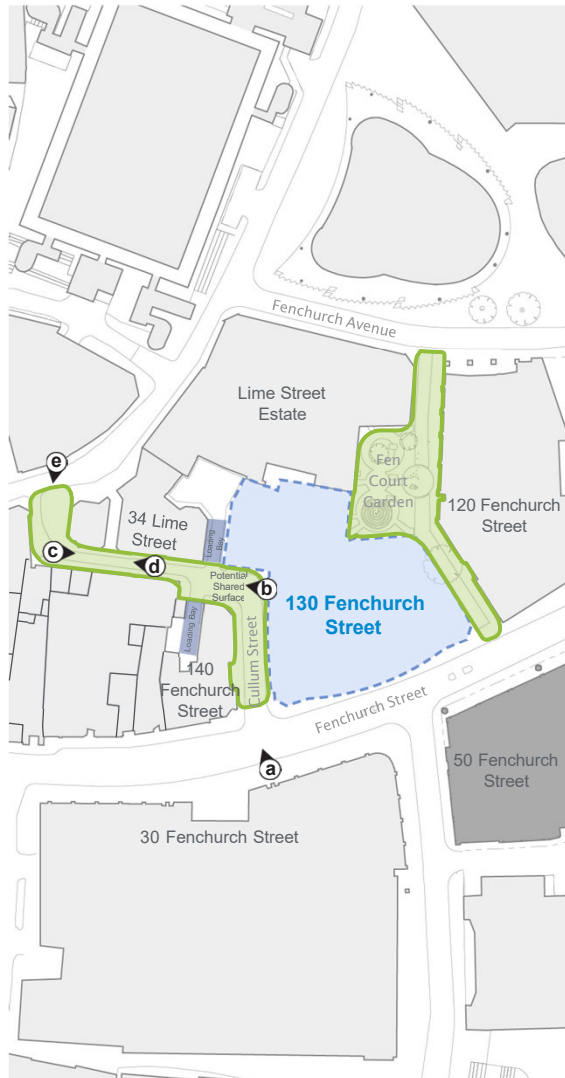 Fenchurch Avenue
Lime Street
Estate
Fen
Court
Garden
120 Fenchurch
Street
e
34 Lime
Street
Loading Bay
c
d
Potential
Shared
Surface
b
130 Fenchurch
Street
Loading Bay
Cullum Street
140
Fenchurch
Street
Fenchurch Street
a
50 Fenchurch
Street
30 Fenchurch Street